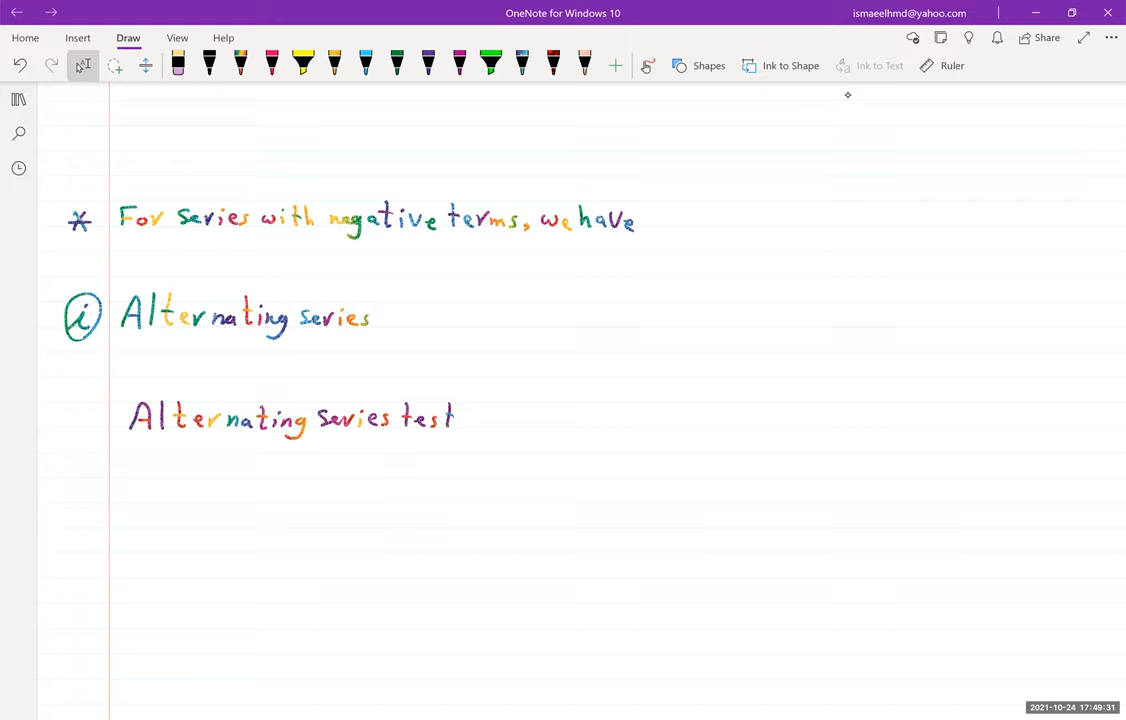 OneNote for Windows 10
ismaeelhmd@yahoo.com
Home Insert Draw View Help
Share
Shapes Ink to Shape Ink to Text Ruler
* For series with negative terms, we have
i Alternating series
Alternating series test
2021-10-24 17:49:31